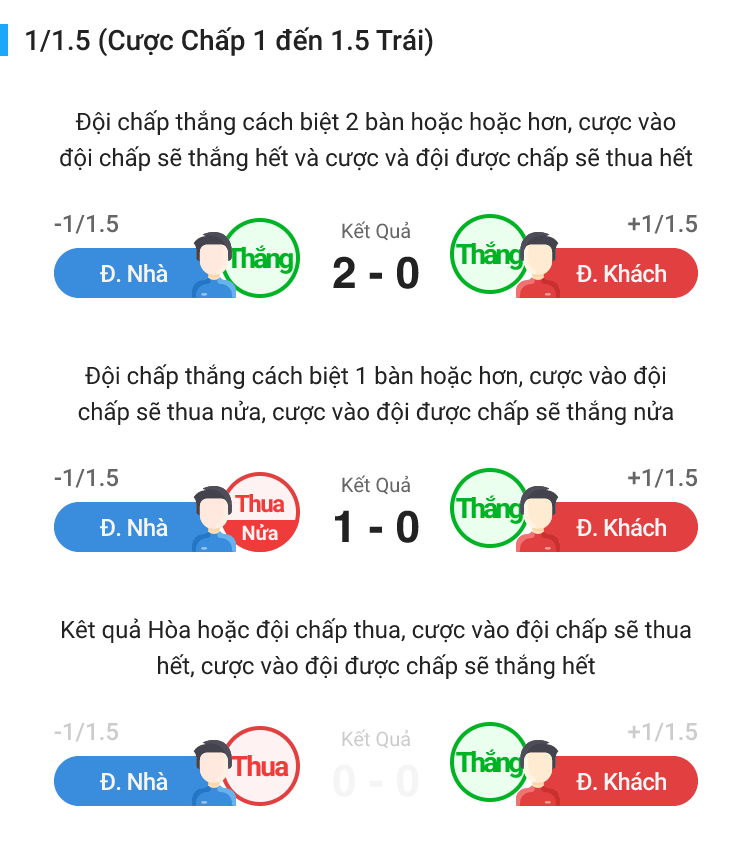 1/1.5 (Cược Chấp 1 đến 1.5 Trái)
Đội chấp thắng cách biệt 2 bàn hoặc hoặc hơn, cược vào
đội chấp sẽ thắng hết và cược và đội được chấp sẽ thua hết
-1/1.5
Đ. Nhà
Thắng
Kết Quả
2 - 0
Thắng
+1/1.5
Đ. Khách
Đội chấp thắng cách biệt 1 bàn hoặc hơn, cược vào đội
chấp sẽ thua nửa, cược vào đội được chấp sẽ thắng nửa
-1/1.5
Đ. Nhà
Thua
Nửa
Kết Quả
1 - 0
Thắng
+1/1.5
Đ. Khách
Kêt quả Hòa hoặc đội chấp thua, cược vào đội chấp sẽ thua
hết, cược vào đội được chấp sẽ thắng hết
-1/1.5
Đ. Nhà
Thua
Kết Quả
0 - 0
Thắng
+1/1.5
Đ. Khách